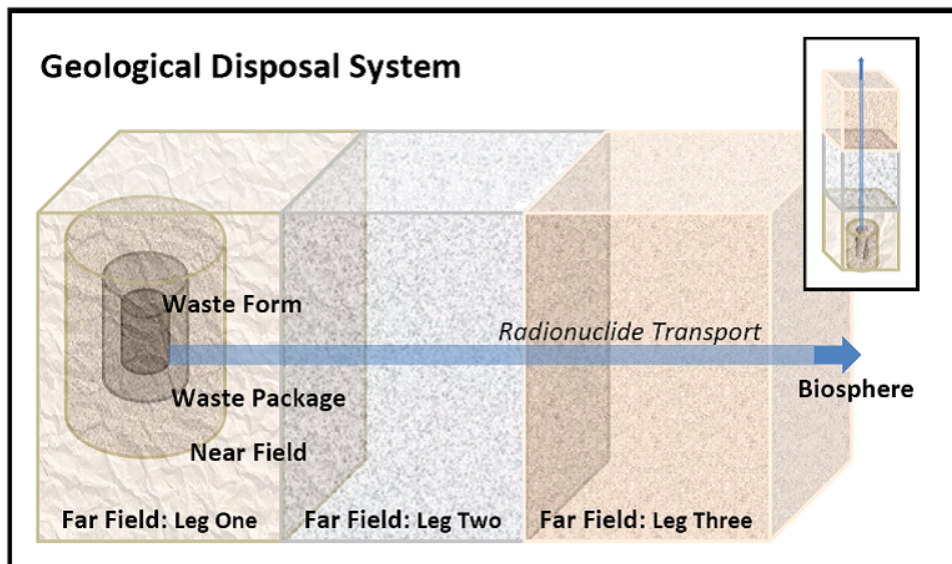 Geological Disposal System
Waste Form
Radionuclide Transport
Biosphere
Waste Package
Near Field
Far Field: Leg One
Far Field: Leg Two
Far Field: Leg Three